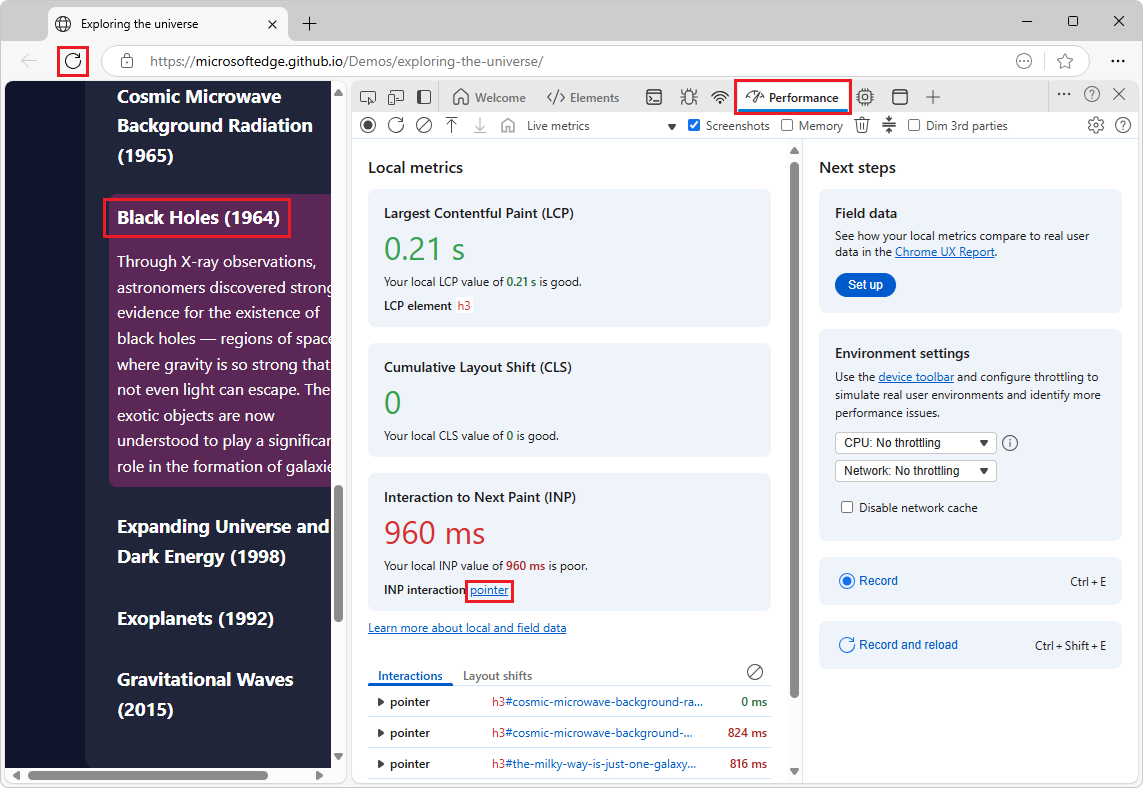 Exploring the universe
https://microsoftedge.github.io/Demos/exploring-the-universe/
Cosmic Microwave
Background Radiation
(1965)
Black Holes (1964)
Through X-ray observations,
astronomers discovered strong
evidence for the existence of
black holes — regions of space
where gravity is so strong that
not even light can escape. The
exotic objects are now
understood to play a significan
role in the formation of galaxie
Expanding Universe and
Dark Energy (1998)
Exoplanets (1992)
Gravitational Waves
(2015)
Welcome
Elements
Performance
Live metrics
Screenshots
Memory
Dim 3rd parties
Local metrics
Largest Contentful Paint (LCP)
0.21 s
Your local LCP value of 0.21 s is good.
LCP element h3
Cumulative Layout Shift (CLS)
0
Your local CLS value of 0 is good.
Interaction to Next Paint (INP)
960 ms
Your local INP value of 960 ms is poor.
INP interaction pointer
Learn more about local and field data
Interactions
Layout shifts
pointer h3#cosmic-microwave-background-ra... 0 ms
pointer h3#cosmic-microwave-background-... 824 ms
pointer h3#the-milky-way-is-just-one-galaxy... 816 ms
Next steps
Field data
See how your local metrics compare to real user
data in the Chrome UX Report.
Set up
Environment settings
Use the device toolbar and configure throttling to
simulate real user environments and identify more
performance issues.
CPU: No throttling
Network: No throttling
Disable network cache
Record Ctrl + E
Record and reload Ctrl + Shift + E